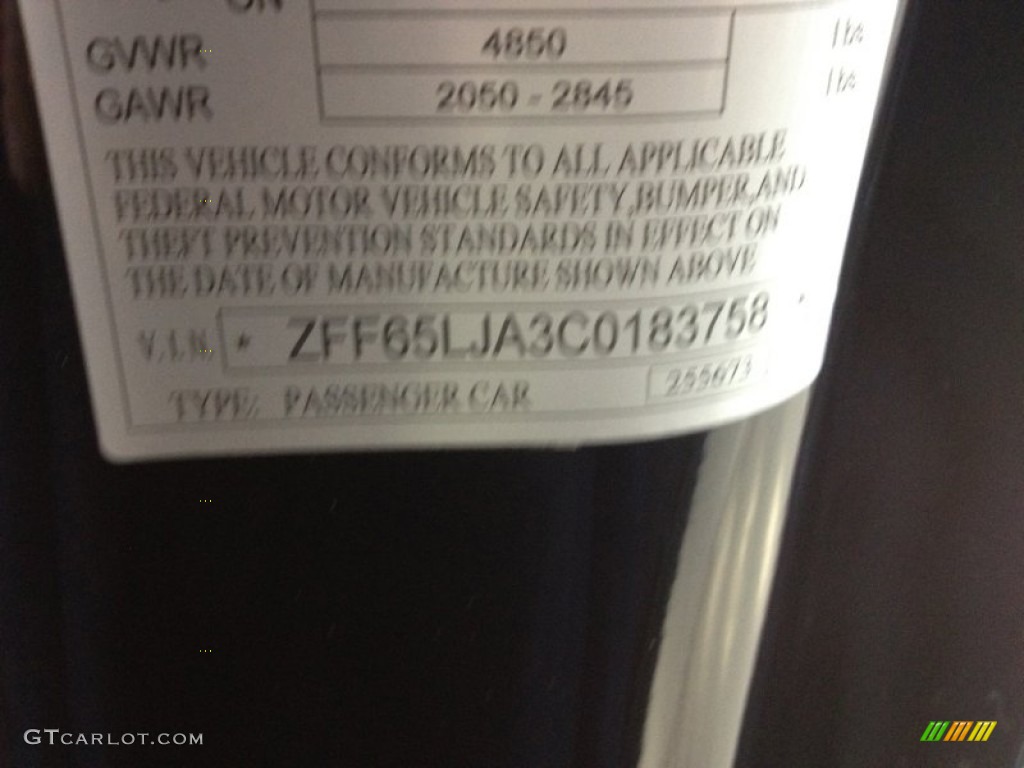 ON
GVWR 4850 lbs
GAWR 2050 - 2845 lbs
THIS VEHICLE CONFORMS TO ALL APPLICABLE
FEDERAL MOTOR VEHICLE SAFETY,BUMPER,AND
THEFT PREVENTION STANDARDS IN EFFECT ON
THE DATE OF MANUFACTURE SHOWN ABOVE
V.I.N. * ZFF65LJA3C0183758
TYPE: PASSENGER CAR 255673
GTCARLOT.COM